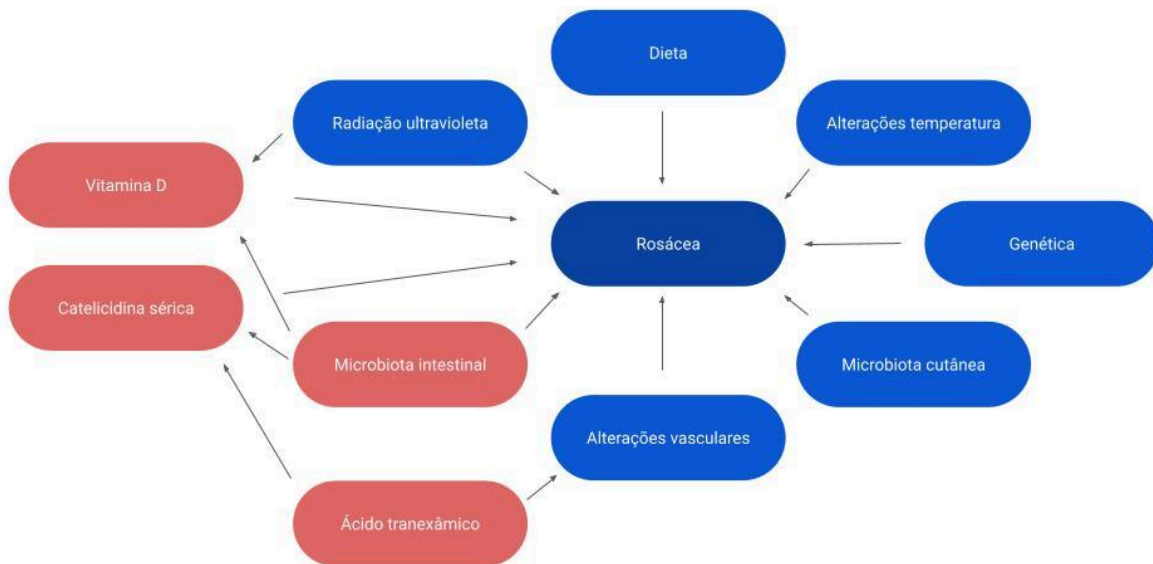 Dieta
Radiação ultravioleta
Alterações temperatura
Vitamina D
Rosácea
Genética
Catelicidina sérica
Microbiota intestinal
Microbiota cutânea
Alterações vasculares
Ácido tranexâmico